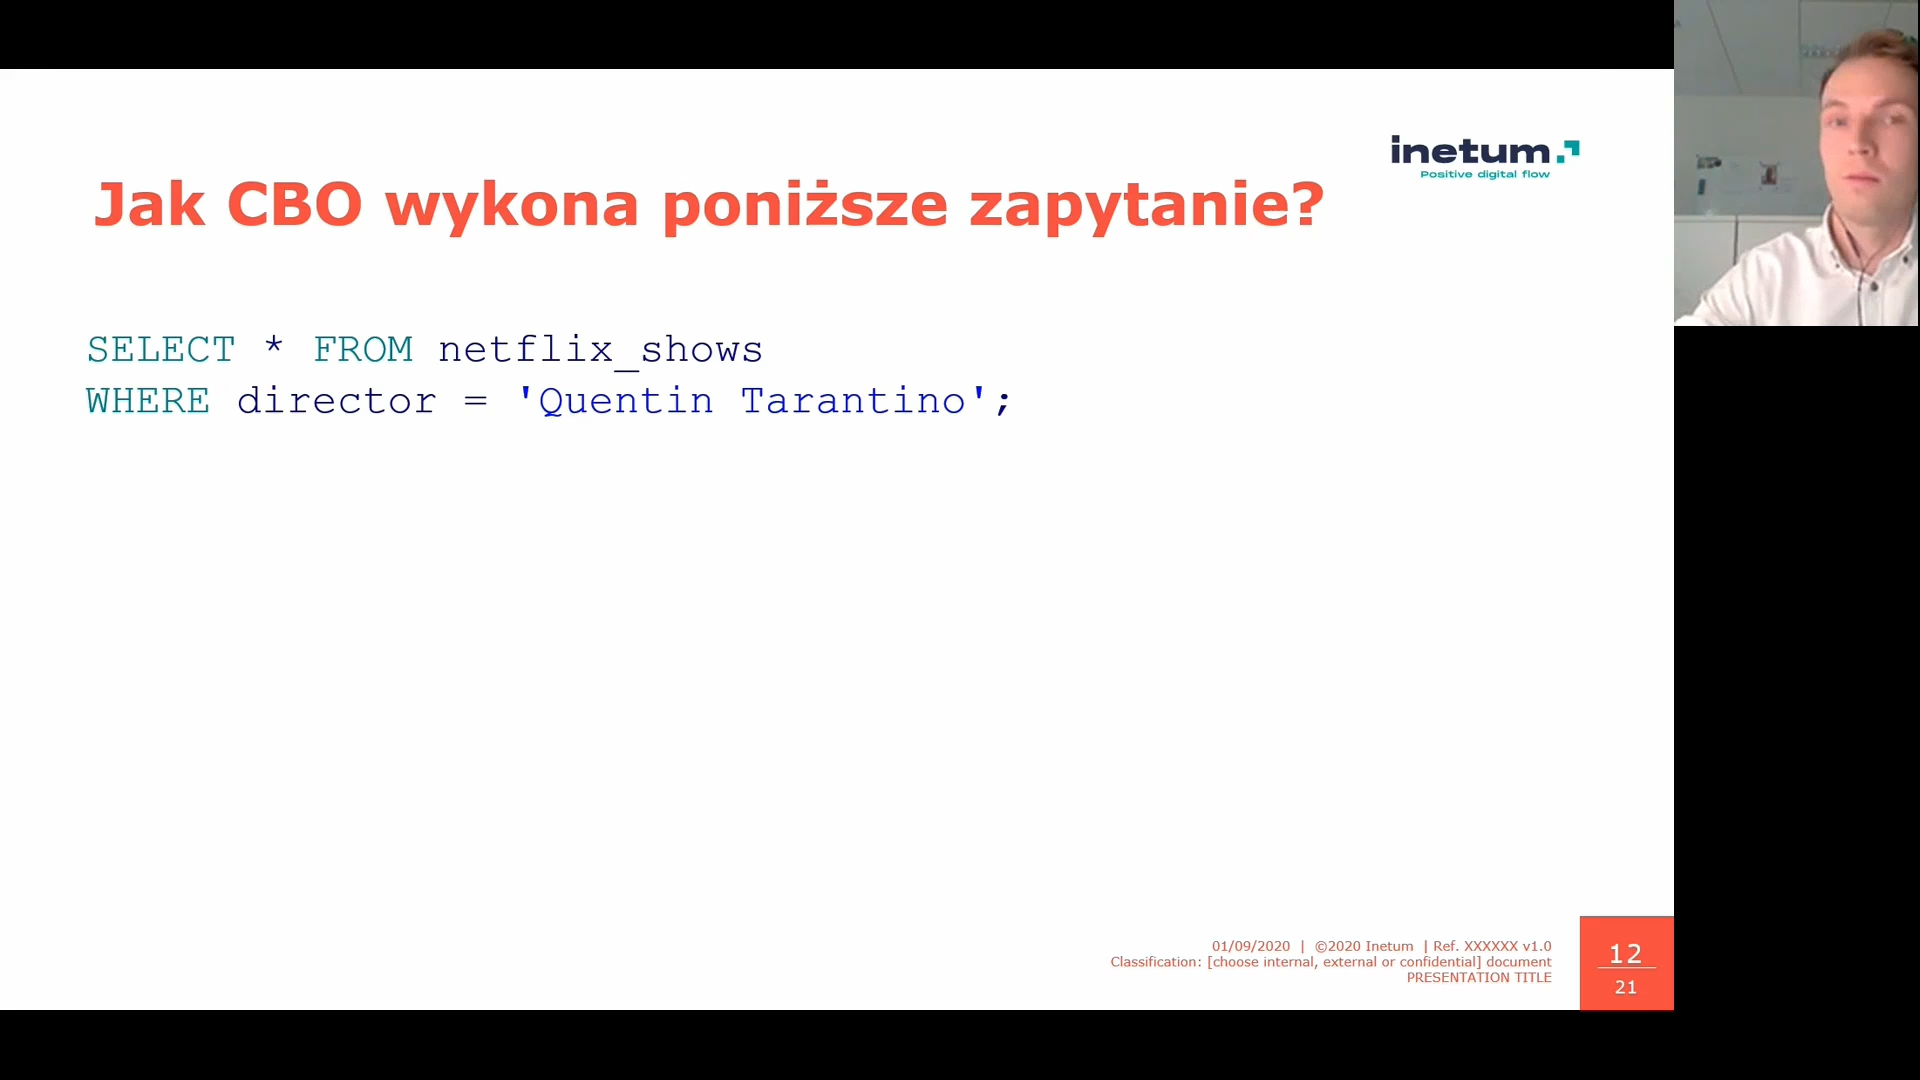 inetum
Positive digital flow
Jak CBO wykona poniższe zapytanie?
SELECT * FROM netflix_shows
WHERE director = 'Quentin Tarantino';
01/09/2020 | ©2020 Inetum | Ref. XXXXXX v1.0
Classification: [choose internal, external or confidential] document
PRESENTATION TITLE
12
21